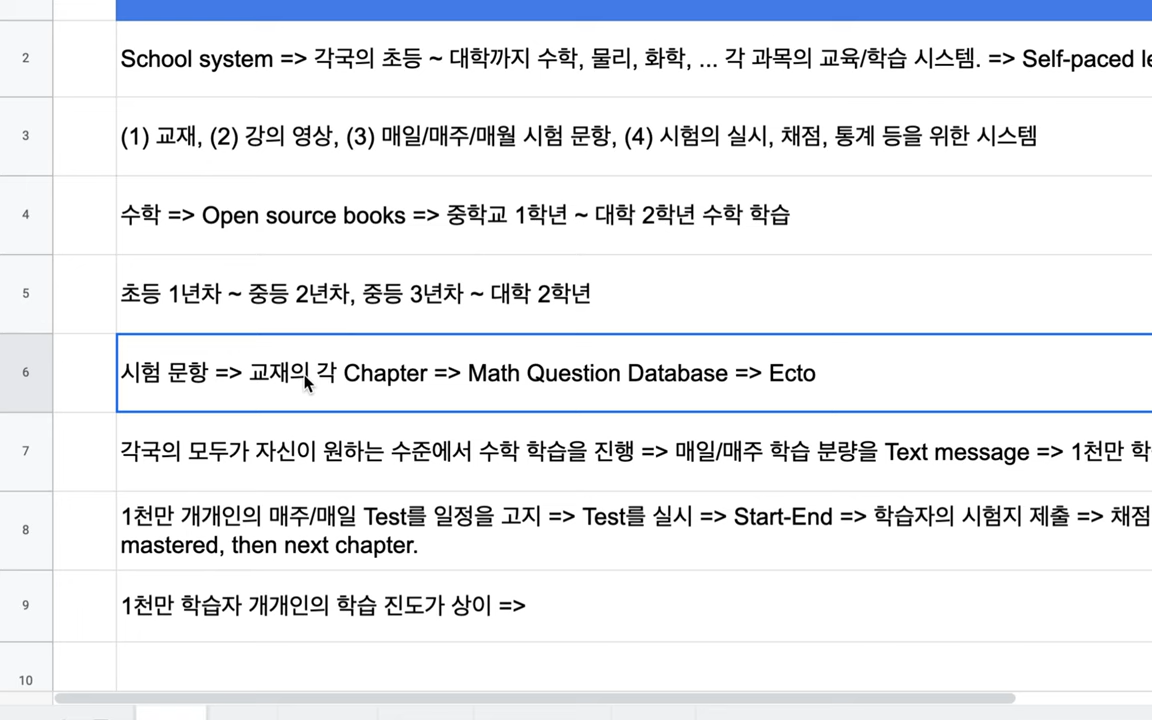 2
School system => 각국의 초등 ~ 대학까지 수학, 물리, 화학, ... 각 과목의 교육/학습 시스템. => Self-paced le
3
(1) 교재, (2) 강의 영상, (3) 매일/매주/매월 시험 문항, (4) 시험의 실시, 채점, 통계 등을 위한 시스템
4
수학 => Open source books => 중학교 1학년 ~ 대학 2학년 수학 학습
5
초등 1년차 ~ 중등 2년차, 중등 3년차 ~ 대학 2학년
6
시험 문항 => 교재의 각 Chapter => Math Question Database => Ecto
7
각국의 모두가 자신이 원하는 수준에서 수학 학습을 진행 => 매일/매주 학습 분량을 Text message => 1천만 학
8
1천만 개개인의 매주/매일 Test를 일정을 고지 => Test를 실시 => Start-End => 학습자의 시험지 제출 => 채점
mastered, then next chapter.
9
1천만 학습자 개개인의 학습 진도가 상이 =>
10